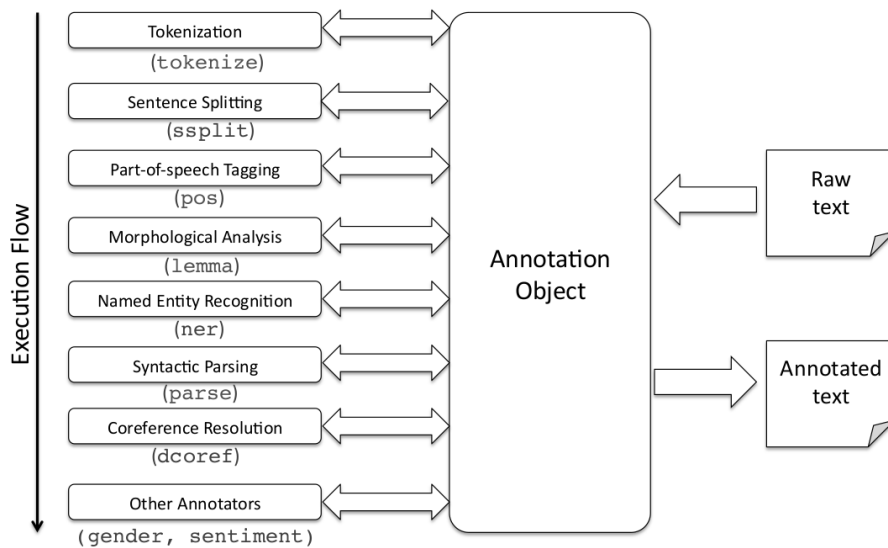 Execution Flow
Tokenization
(tokenize)
Sentence Splitting
(ssplit)
Part-of-speech Tagging
(pos)
Morphological Analysis
(lemma)
Named Entity Recognition
(ner)
Syntactic Parsing
(parse)
Coreference Resolution
(dcoref)
Other Annotators
(gender, sentiment)
Annotation
Object
Raw
text
Annotated
text